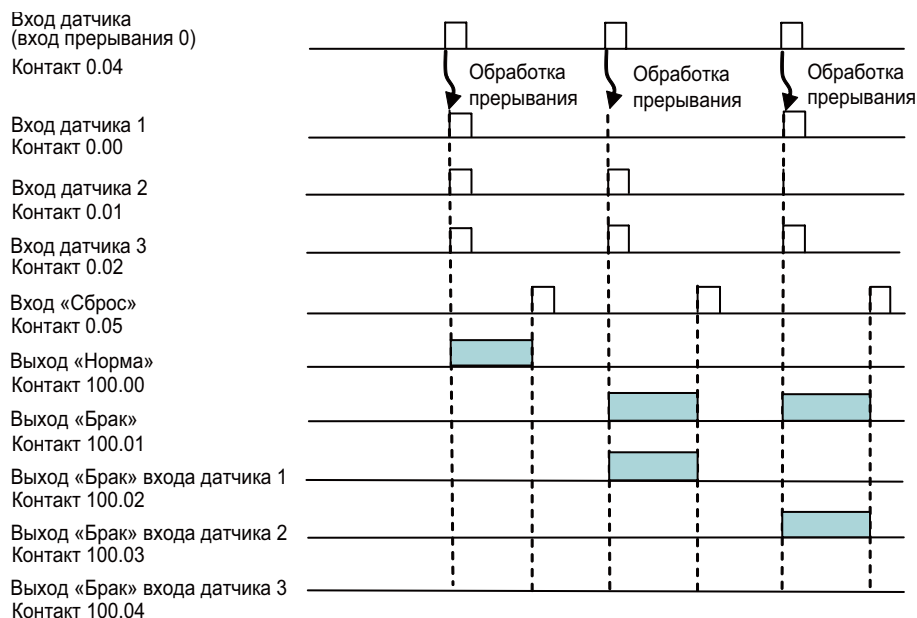 Вход датчика
(вход прерывания 0)
Контакт 0.04
Обработка
прерывания
Обработка
прерывания
Обработка
прерывания
Вход датчика 1
Контакт 0.00
Вход датчика 2
Контакт 0.01
Вход датчика 3
Контакт 0.02
Вход «Сброс»
Контакт 0.05
Выход «Норма»
Контакт 100.00
Выход «Брак»
Контакт 100.01
Выход «Брак» входа датчика 1
Контакт 100.02
Выход «Брак» входа датчика 2
Контакт 100.03
Выход «Брак» входа датчика 3
Контакт 100.04